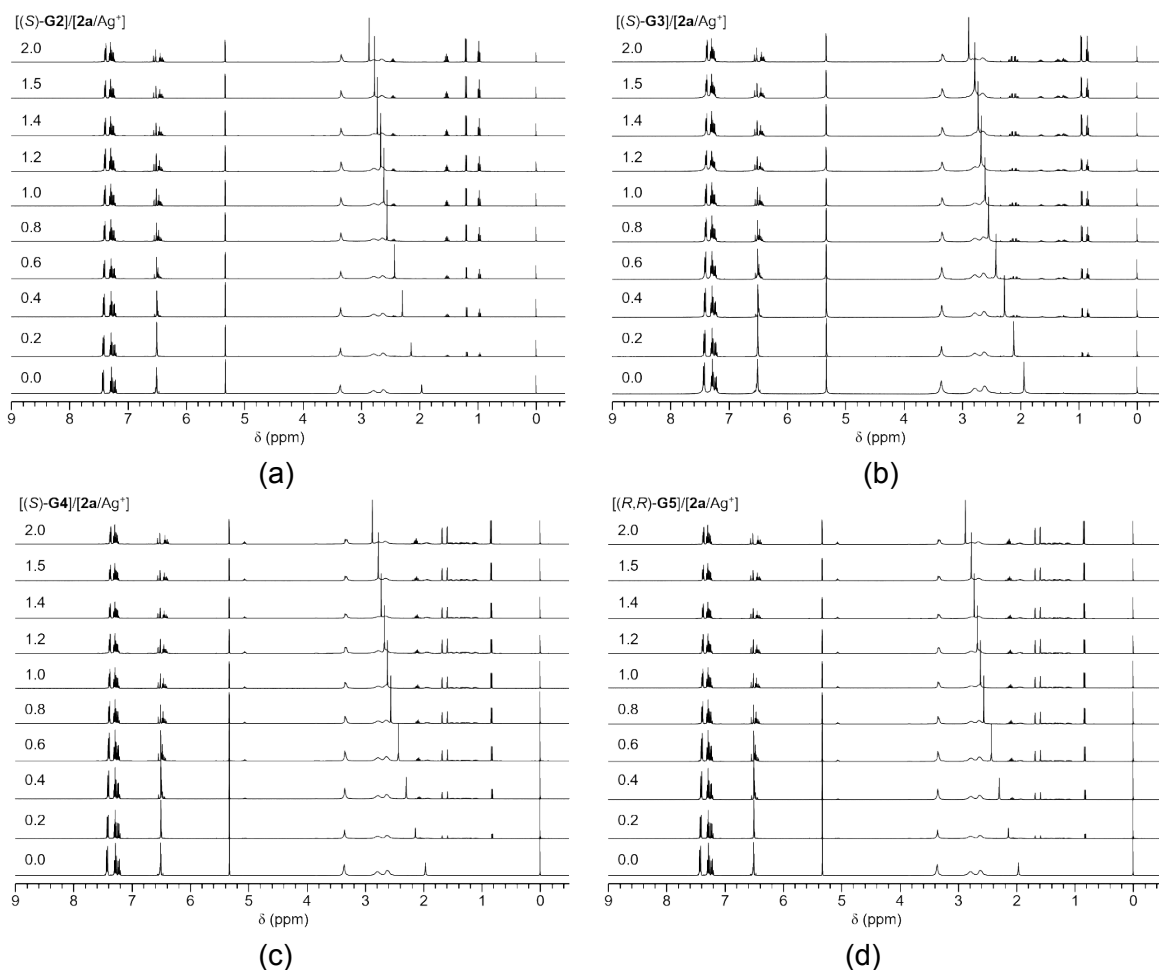 [(S)-G2]/[2a/Ag⁺]
2.0
1.5
1.4
1.2
1.0
0.8
0.6
0.4
0.2
0.0
9 8 7 6 5 4 3 2 1 0
δ (ppm)
(a)
[(S)-G3]/[2a/Ag⁺]
2.0
1.5
1.4
1.2
1.0
0.8
0.6
0.4
0.2
0.0
9 8 7 6 5 4 3 2 1 0
δ (ppm)
(b)
[(S)-G4]/[2a/Ag⁺]
2.0
1.5
1.4
1.2
1.0
0.8
0.6
0.4
0.2
0.0
9 8 7 6 5 4 3 2 1 0
δ (ppm)
(c)
[(R,R)-G5]/[2a/Ag⁺]
2.0
1.5
1.4
1.2
1.0
0.8
0.6
0.4
0.2
0.0
9 8 7 6 5 4 3 2 1 0
δ (ppm)
(d)